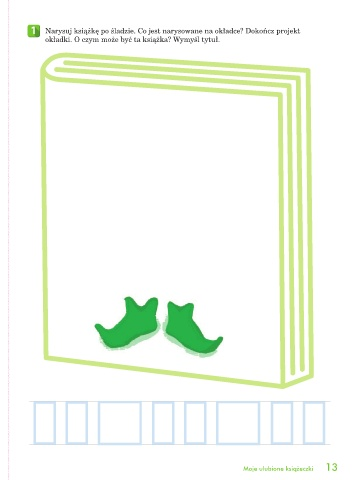 1 Narysuj książkę po śladzie. Co jest narysowane na okładce? Dokończ projekt
okładki. O czym może być ta książka? Wymyśl tytuł.
Moje ulubione książeczki 13